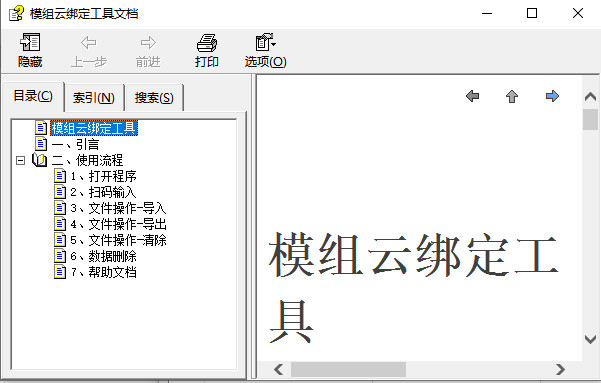 模组云绑定工具文档
隐藏 上一步 前进 打印 选项(O)
目录(C) 索引(N) 搜索(S)
模组云绑定工具
一、引言
二、使用流程
1、打开程序
2、扫码输入
3、文件操作-导入
4、文件操作-导出
5、文件操作-清除
6、数据删除
7、帮助文档
模组云绑定工
具